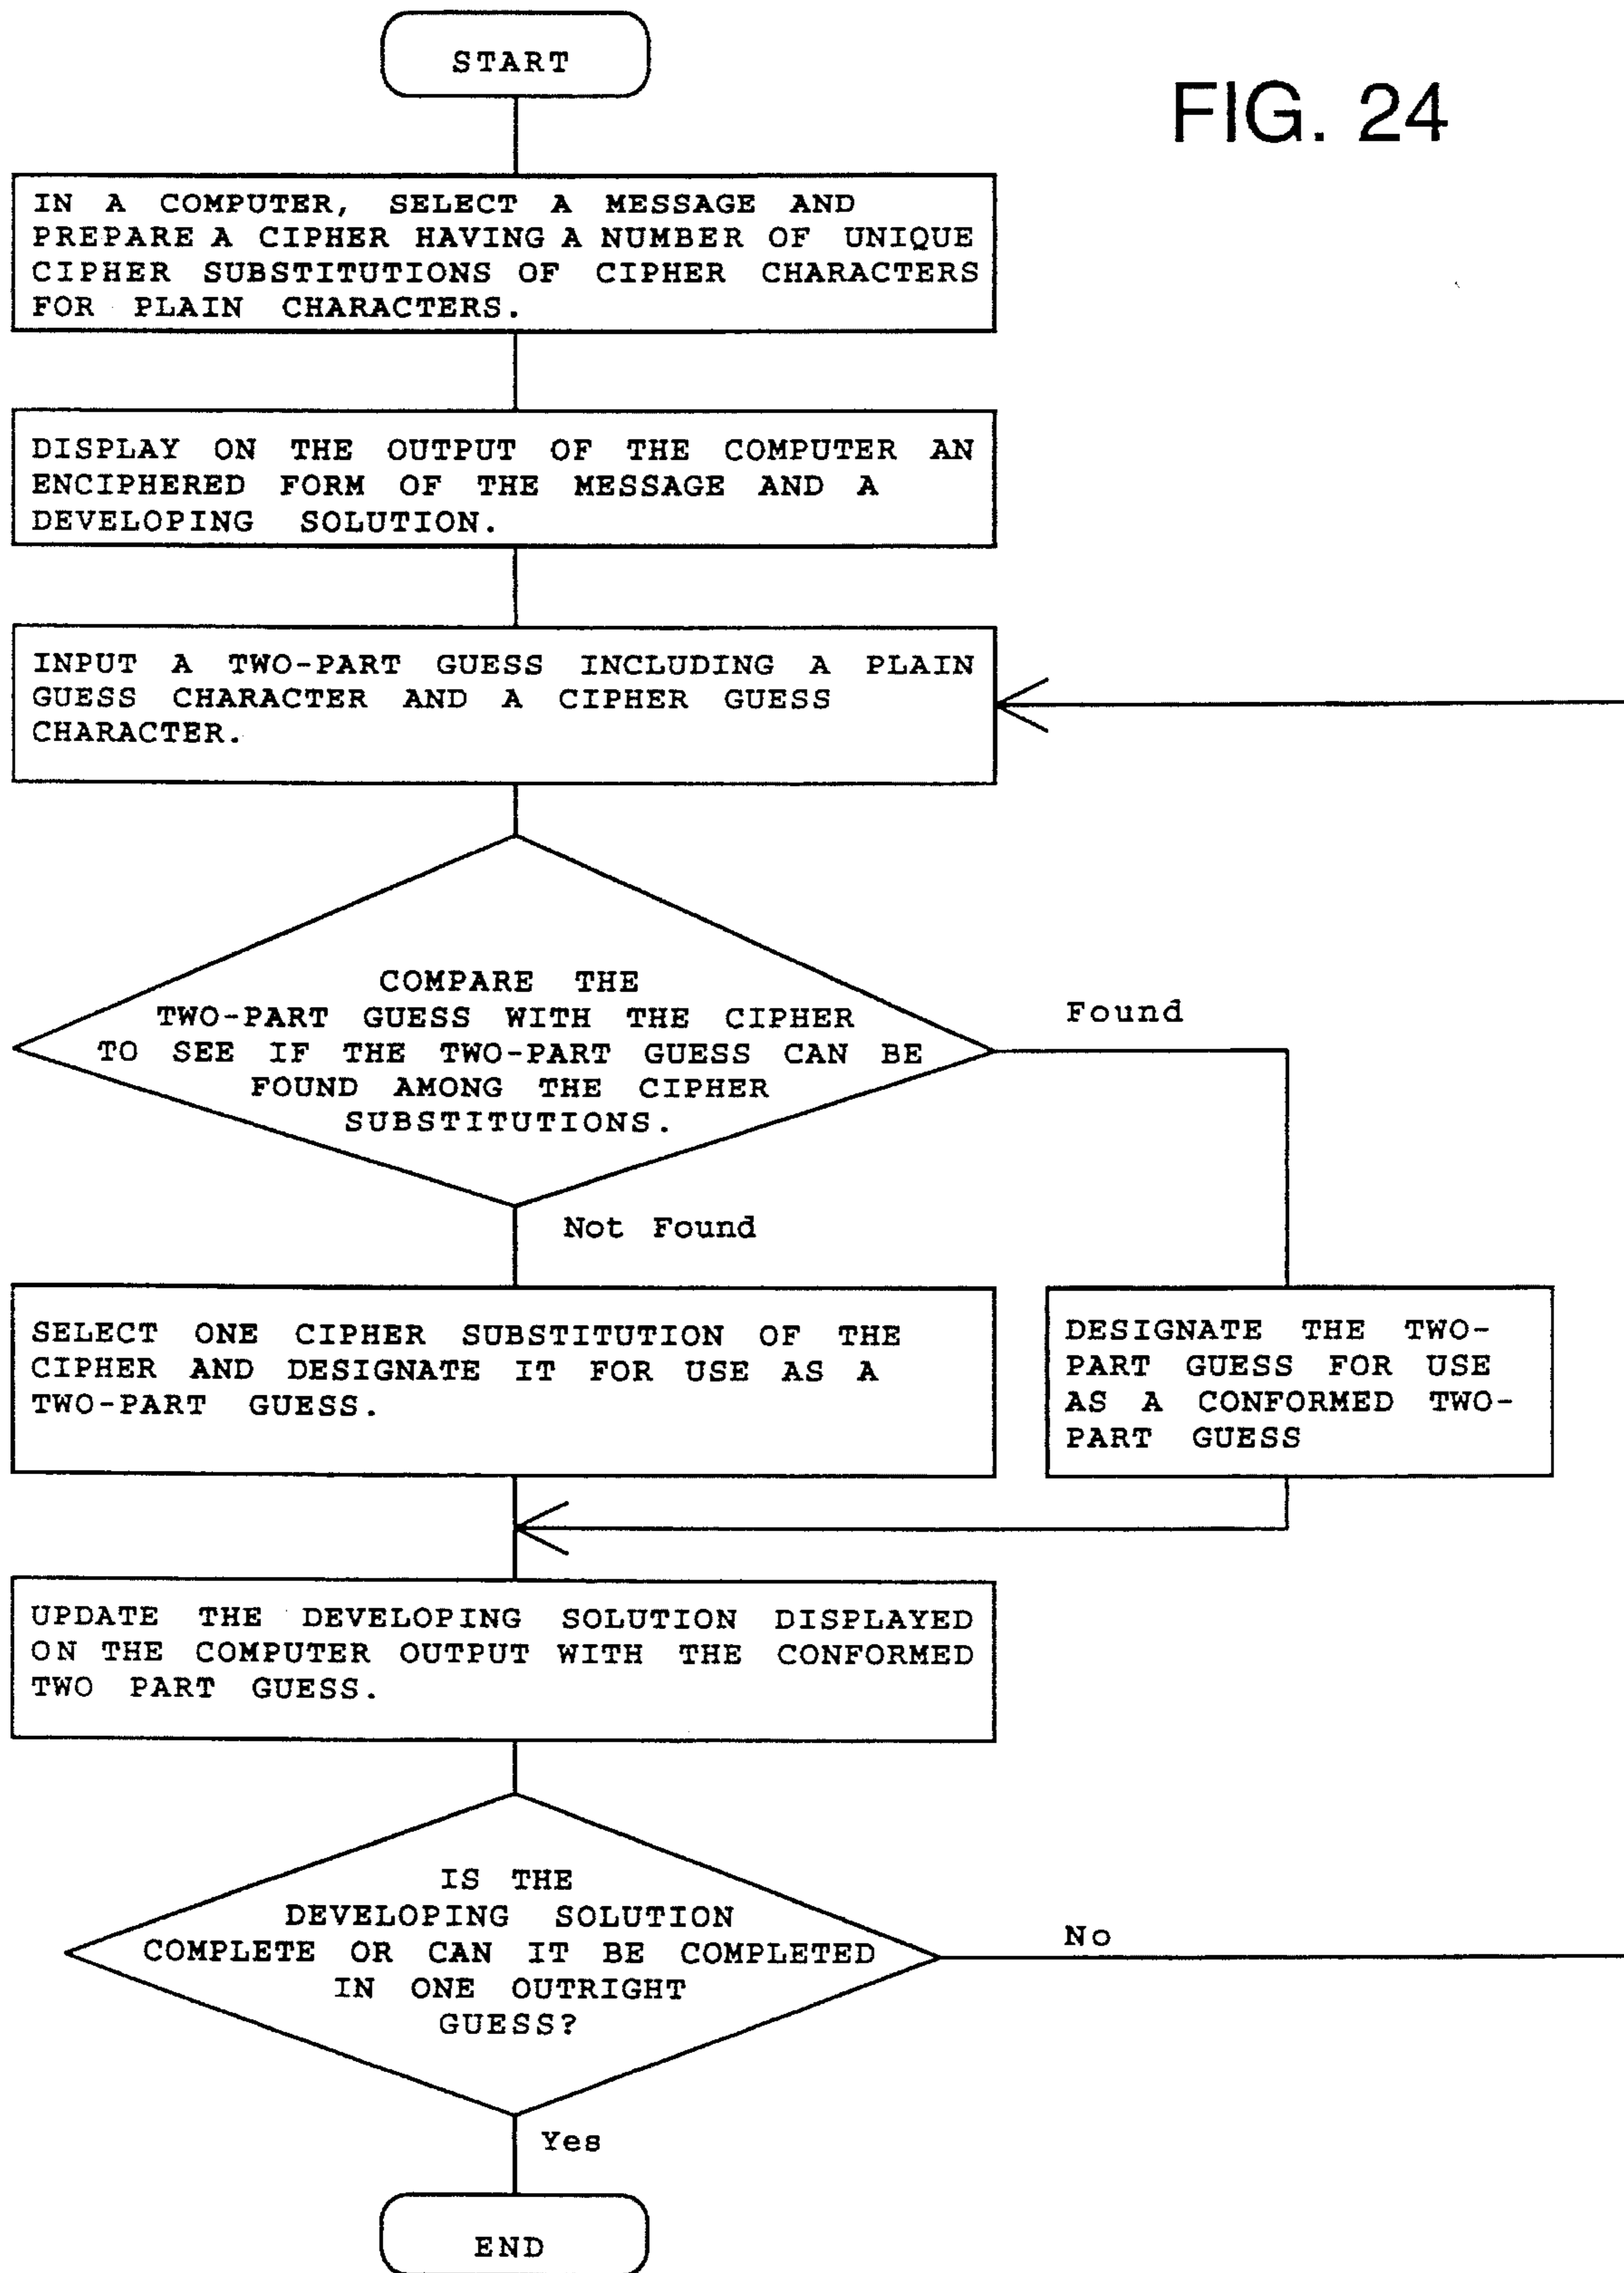 START
FIG. 24
IN A COMPUTER, SELECT A MESSAGE AND
PREPARE A CIPHER HAVING A NUMBER OF UNIQUE
CIPHER SUBSTITUTIONS OF CIPHER CHARACTERS
FOR PLAIN CHARACTERS.
DISPLAY ON THE OUTPUT OF THE COMPUTER AN
ENCIPHERED FORM OF THE MESSAGE AND A
DEVELOPING SOLUTION.
INPUT A TWO-PART GUESS INCLUDING A PLAIN
GUESS CHARACTER AND A CIPHER GUESS
CHARACTER.
COMPARE THE
TWO-PART GUESS WITH THE CIPHER
TO SEE IF THE TWO-PART GUESS CAN BE
FOUND AMONG THE CIPHER
SUBSTITUTIONS.
Found
Not Found
SELECT ONE CIPHER SUBSTITUTION OF THE
CIPHER AND DESIGNATE IT FOR USE AS A
TWO-PART GUESS.
DESIGNATE THE TWO-
PART GUESS FOR USE
AS A CONFORMED TWO-
PART GUESS
UPDATE THE DEVELOPING SOLUTION DISPLAYED
ON THE COMPUTER OUTPUT WITH THE CONFORMED
TWO PART GUESS.
IS THE
DEVELOPING SOLUTION
COMPLETE OR CAN IT BE COMPLETED
IN ONE OUTRIGHT
GUESS?
No
Yes
END